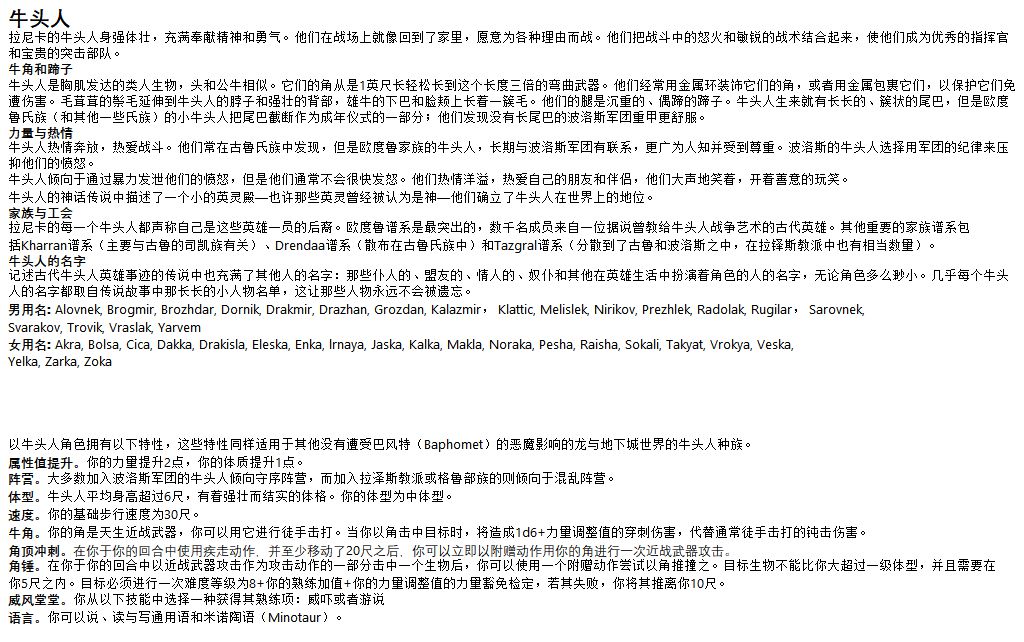 牛头人
拉尼卡的牛头人身强体壮，充满奉献精神和勇气。他们在战场上就像回到了家里，愿意为各种理由而战。他们把战斗中的怒火和敏锐的战术结合起来，使他们成为优秀的指挥官
和宝贵的突击部队。
牛角和蹄子
牛头人是胸肌发达的类人生物，头和公牛相似。它们的角从是1英尺长轻松长到这个长度三倍的弯曲武器。他们经常用金属环装饰它们的角，或者用金属包裹它们，以保护它们免
遭伤害。毛茸茸的鬃毛延伸到牛头人的脖子和强壮的背部，雄牛的下巴和脸颊上长着一簇毛。他们的腿是沉重的、偶蹄的蹄子。牛头人生来就有长长的、簇状的尾巴，但是欧度
鲁氏族（和其他一些氏族）的小牛头人把尾巴截断作为成年仪式的一部分；他们发现没有长尾巴的波洛斯军团重甲更舒服。
力量与热情
牛头人热情奔放，热爱战斗。他们常在古鲁氏族中发现，但是欧度鲁家族的牛头人，长期与波洛斯军团有联系，更广为人知并受到尊重。波洛斯的牛头人选择用军团的纪律来压
抑他们的愤怒。
牛头人倾向于通过暴力发泄他们的愤怒，但是他们通常不会很快发怒。他们热情洋溢，热爱自己的朋友和伴侣，他们大声地笑着，开着善意的玩笑。
牛头人的神话传说中描述了一个小的英灵殿—也许那些英灵曾经被认为是神—他们确立了牛头人在世界上的地位。
家族与工会
拉尼卡的每一个牛头人都声称自己是这些英雄一员的后裔。欧度鲁谱系是最突出的，数千名成员来自一位据说曾教给牛头人战争艺术的古代英雄。其他重要的家族谱系包
括Kharran谱系（主要与古鲁的司凯族有关）、Drendaa谱系（散布在古鲁氏族中）和Tazgral谱系（分散到了古鲁和波洛斯之中，在拉铎斯教派中也有相当数量）。
牛头人的名字
记述古代牛头人英雄事迹的传说中也充满了其他人的名字：那些仆人的、盟友的、情人的、奴仆和其他在英雄生活中扮演着角色的人的名字，无论角色多么渺小。几乎每个牛头
人的名字都取自传说故事中那长长的小人物名单，这让那些人物永远不会被遗忘。
男用名: Alovnek, Brogmir, Brozhdar, Dornik, Drakmir, Drazhan, Grozdan, Kalazmir， Klattic, Melislek, Nirikov, Prezhlek, Radolak, Rugilar， Sarovnek,
Svarakov, Trovik, Vraslak, Yarvem
女用名: Akra, Bolsa, Cica, Dakka, Drakisla, Eleska, Enka, lrnaya, Jaska, Kalka, Makla, Noraka, Pesha, Raisha, Sokali, Takyat, Vrokya, Veska,
Yelka, Zarka, Zoka
以牛头人角色拥有以下特性，这些特性同样适用于其他没有遭受巴风特（Baphomet）的恶魔影响的龙与地下城世界的牛头人种族。
属性值提升。你的力量提升2点，你的体质提升1点。
阵营。大多数加入波洛斯军团的牛头人倾向守序阵营，而加入拉泽斯教派或格鲁部族的则倾向于混乱阵营。
体型。牛头人平均身高超过6尺，有着强壮而结实的体格。你的体型为中体型。
速度。你的基础步行速度为30尺。
牛角。你的角是天生近战武器，你可以用它进行徒手击打。当你以角击中目标时，将造成1d6+力量调整值的穿刺伤害，代替通常徒手击打的钝击伤害。
角顶冲刺。在你于你的回合中使用疾走动作，并至少移动了20尺之后，你可以立即以附赠动作用你的角进行一次近战武器攻击。
角锤。在你于你的回合中以近战武器攻击作为攻击动作的一部分击中一个生物后，你可以使用一个附赠动作尝试以角推撞之。目标生物不能比你大超过一级体型，并且需要在
你5尺之内。目标必须进行一次难度等级为8+你的熟练加值+你的力量调整值的力量豁免检定，若其失败，你将其推离你10尺。
威风堂堂。你从以下技能中选择一种获得其熟练项：威吓或者游说
语言。你可以说、读与写通用语和米诺陶语（Minotaur）。